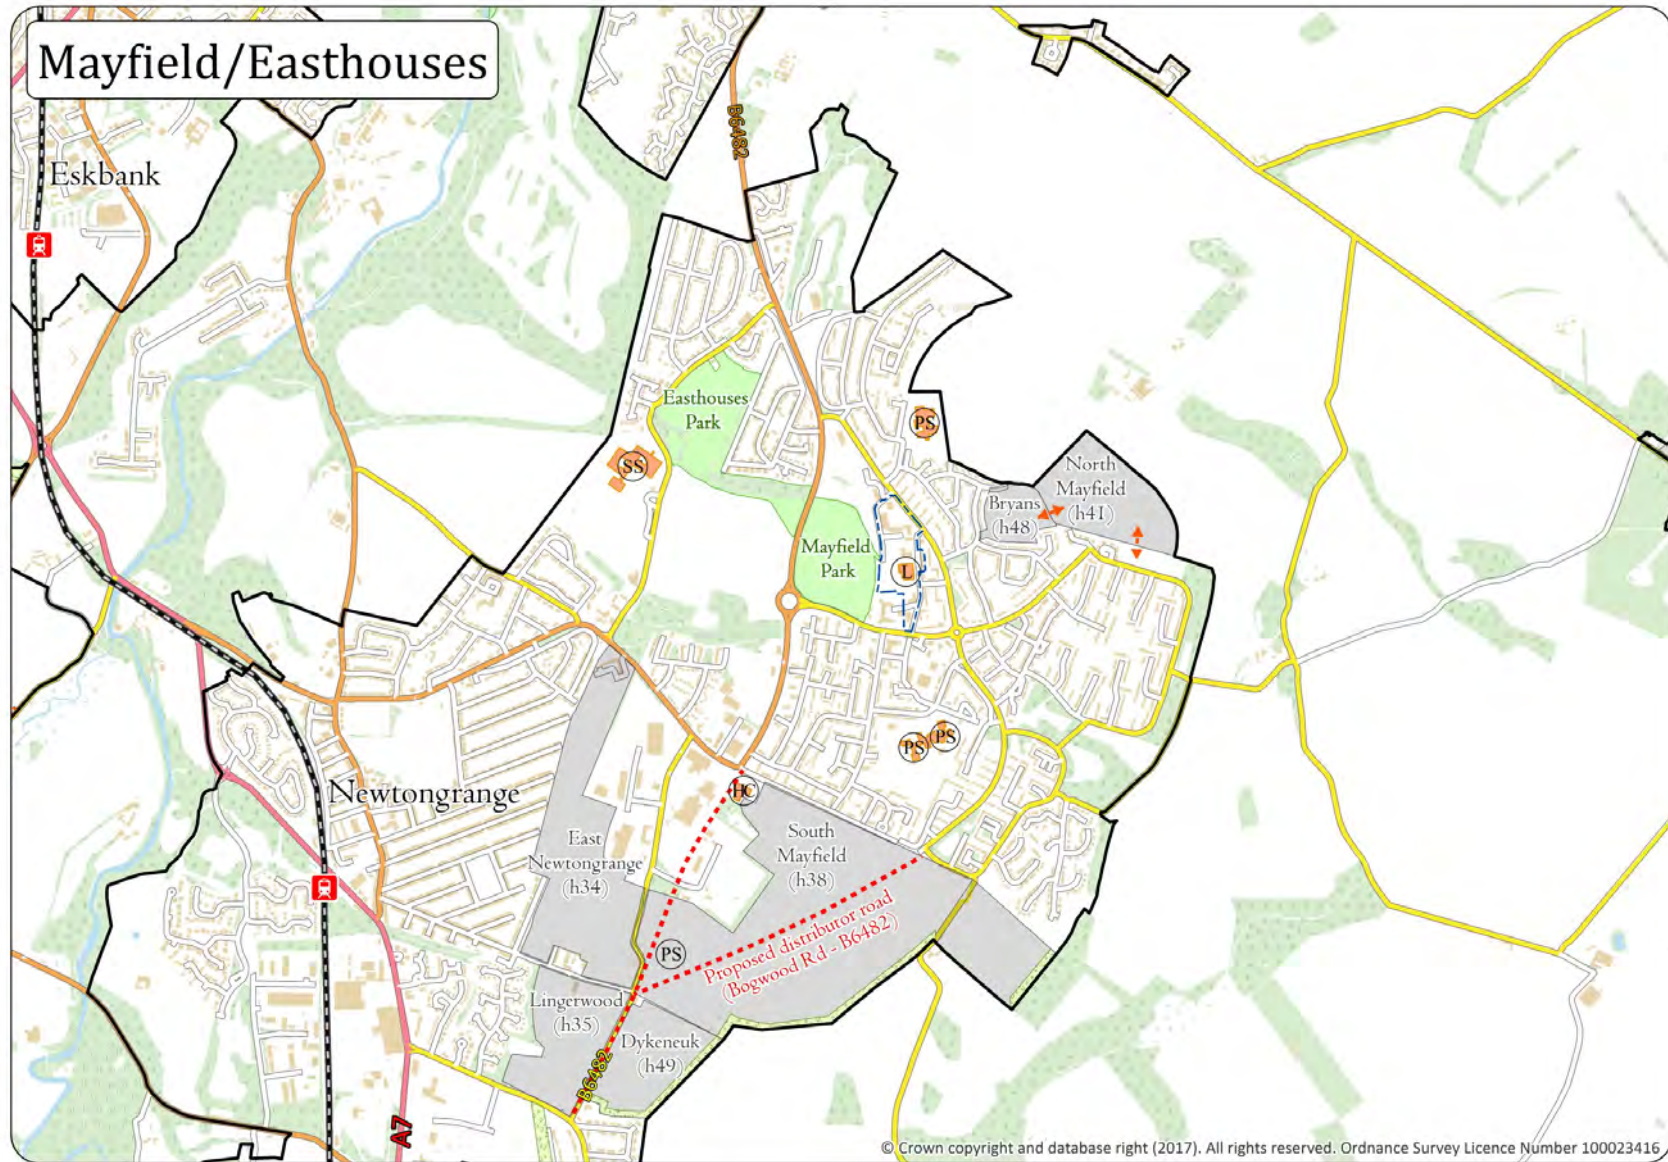 Mayfield/Easthouses
B6482
Eskbank
Easthouses
Park
PS
SS
North
Mayfield
(h41)
Bryans
(h48)
Mayfield
Park
L
PS
PS
HC
Newtongrange
South
Mayfield
(h38)
East
Newtongrange
(h34)
Proposed distributor road
(Bogwood Rd - B6482)
PS
Lingerwood
(h35)
Dykeneuk
(h49)
B6482
A7
© Crown copyright and database right (2017). All rights reserved. Ordnance Survey Licence Number 100023416